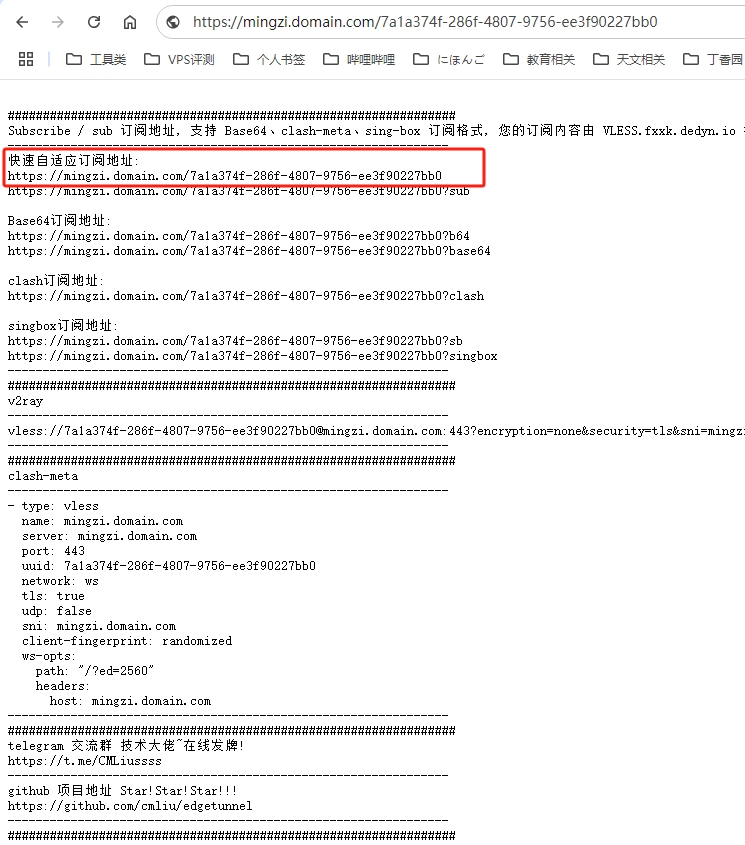 https://mingzi.domain.com/7a1a374f-286f-4807-9756-ee3f90227bb0
工具类 VPS评测 个人书签 哔哩哔哩 にほんご 教育相关 天文相关 丁香园
################################################################
Subscribe / sub 订阅地址, 支持 Base64、clash-meta、sing-box 订阅格式, 您的订阅内容由 VLESS.fxxk.dedyn.io
---------------------------------------------------------------
快速自适应订阅地址:
https://mingzi.domain.com/7a1a374f-286f-4807-9756-ee3f90227bb0
https://mingzi.domain.com/7a1a374f-286f-4807-9756-ee3f90227bb0?sub
Base64订阅地址:
https://mingzi.domain.com/7a1a374f-286f-4807-9756-ee3f90227bb0?b64
https://mingzi.domain.com/7a1a374f-286f-4807-9756-ee3f90227bb0?base64
clash订阅地址:
https://mingzi.domain.com/7a1a374f-286f-4807-9756-ee3f90227bb0?clash
singbox订阅地址:
https://mingzi.domain.com/7a1a374f-286f-4807-9756-ee3f90227bb0?sb
https://mingzi.domain.com/7a1a374f-286f-4807-9756-ee3f90227bb0?singbox
---------------------------------------------------------------
################################################################
v2ray
---------------------------------------------------------------
vless://7a1a374f-286f-4807-9756-ee3f90227bb0@mingzi.domain.com:443?encryption=none&security=tls&sni=mingzi
---------------------------------------------------------------
################################################################
clash-meta
---------------------------------------------------------------
- type: vless
name: mingzi.domain.com
server: mingzi.domain.com
port: 443
uuid: 7a1a374f-286f-4807-9756-ee3f90227bb0
network: ws
tls: true
udp: false
sni: mingzi.domain.com
client-fingerprint: randomized
ws-opts:
path: "/?ed=2560"
headers:
host: mingzi.domain.com
---------------------------------------------------------------
################################################################
telegram 交流群 技术大佬~在线发牌!
https://t.me/CMLiussss
---------------------------------------------------------------
github 项目地址 Star!Star!Star!!!
https://github.com/cmliu/edgetunnel
---------------------------------------------------------------
################################################################